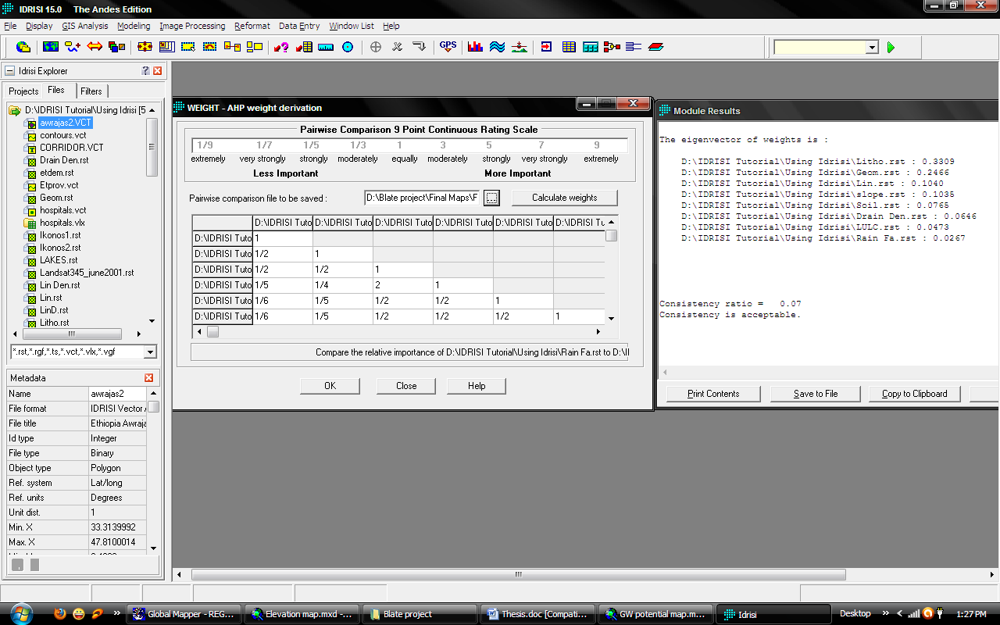 IDRISI 15.0 The Andes Edition
File Display GIS Analysis Modeling Image Processing Reformat Data Entry Window List Help
GPS
Idrisi Explorer
Projects Files Filters
D:\IDRISI Tutorial\Using Idrisi [5
awrajas2.VCT
contours.vct
CORRIDOR.VCT
Drain Den.rst
etdem.rst
Etprov.vct
Geom.rst
hospitals.vct
hospitals.vlx
Ikonos1.rst
Ikonos2.rst
LAKES.rst
Landsat345_june2001.rst
Lin Den.rst
Lin.rst
LinD.rst
Litho.rst
*.rst,*.rgf,*.ts,*.vct,*.vlx,*.vgf
Metadata
Name awrajas2
File format IDRISI Vector A
File title Ethiopia Awraja
Id type Integer
File type Binary
Object type Polygon
Ref. system Lat/long
Ref. units Degrees
Unit dist. 1
Min. X 33.3139992
Max. X 47.8100014
WEIGHT - AHP weight derivation
Pairwise Comparison 9 Point Continuous Rating Scale
1/9 1/7 1/5 1/3 1 3 5 7 9
extremely very strongly strongly moderately equally moderately strongly very strongly extremely
Less Important More Important
Pairwise comparison file to be saved : D:\Blate project\Final Maps\F ... Calculate weights
D:\IDRISI Tuto D:\IDRISI Tuto D:\IDRISI Tuto D:\IDRISI Tuto D:\IDRISI Tuto D:\IDRISI Tu
D:\IDRISI Tuto 1
D:\IDRISI Tuto 1/2 1
D:\IDRISI Tuto 1/2 1/2 1
D:\IDRISI Tuto 1/5 1/4 2 1
D:\IDRISI Tuto 1/6 1/5 1/2 1/2 1
D:\IDRISI Tuto 1/6 1/5 1/2 1/2 1/2 1
Compare the relative importance of D:\IDRISI Tutorial\Using Idrisi\Rain Fa.rst to D:\I
OK Close Help
Module Results
The eigenvector of weights is :
D:\IDRISI Tutorial\Using Idrisi\Litho.rst : 0.3309
D:\IDRISI Tutorial\Using Idrisi\Geom.rst : 0.2466
D:\IDRISI Tutorial\Using Idrisi\Lin.rst : 0.1040
D:\IDRISI Tutorial\Using Idrisi\slope.rst : 0.1035
D:\IDRISI Tutorial\Using Idrisi\Soil.rst : 0.0765
D:\IDRISI Tutorial\Using Idrisi\Drain Den.rst : 0.0646
D:\IDRISI Tutorial\Using Idrisi\LULC.rst : 0.0473
D:\IDRISI Tutorial\Using Idrisi\Rain Fa.rst : 0.0267
Consistency ratio = 0.07
Consistency is acceptable.
Print Contents Save to File Copy to Clipboard
Global Mapper - REG... Elevation map.mxd -... Blate project Thesis.doc [Compati... GW potential map.m... Idrisi Desktop 1:27 PM